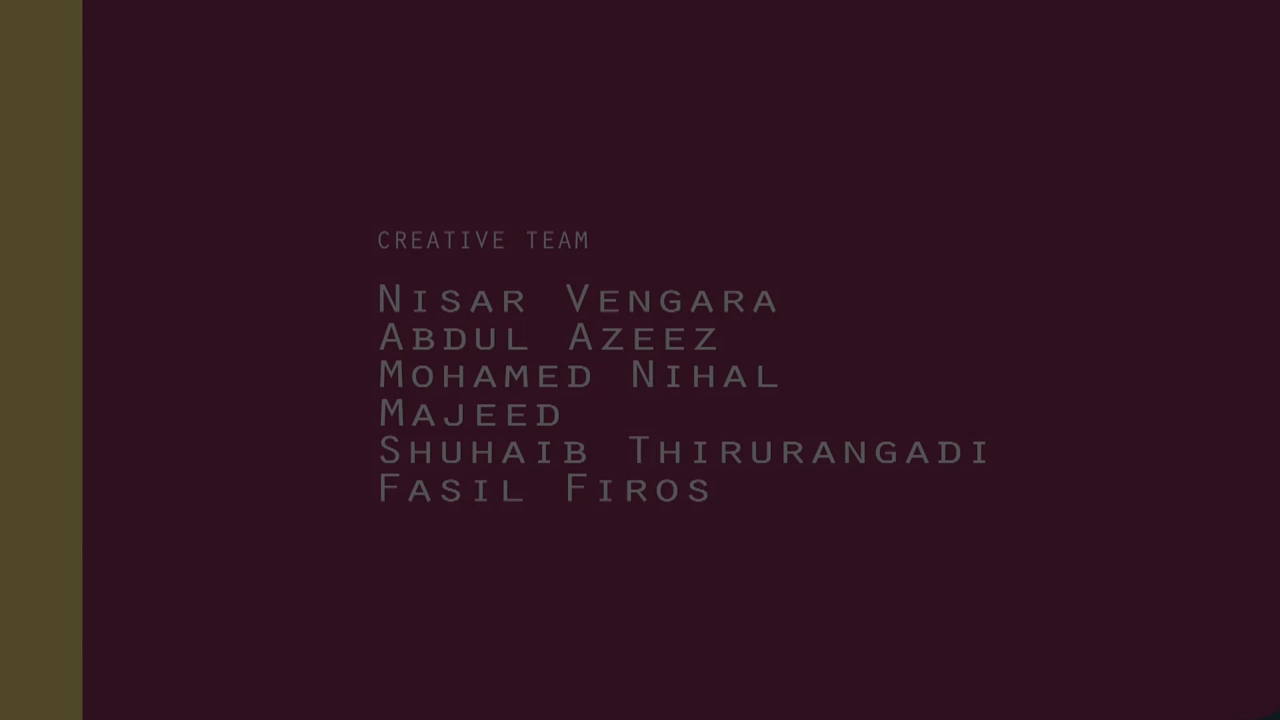 CREATIVE TEAM
Nisar Vengara
Abdul Azeez
Mohamed Nihal
Majeed
Shuhaib Thirurangadi
Fasil Firos